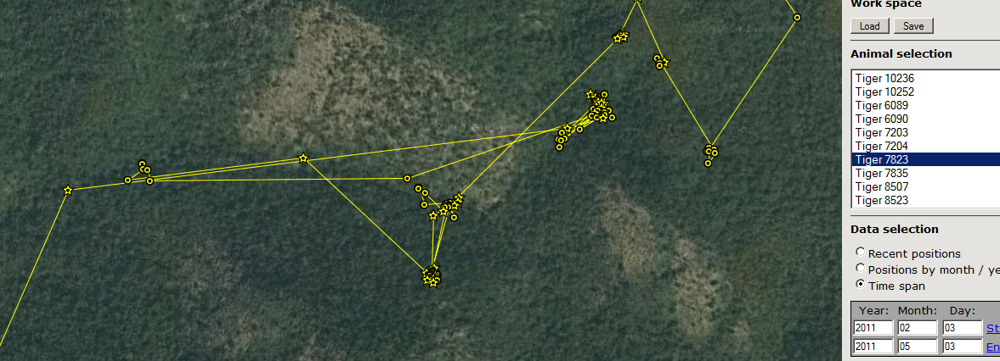 Work space
Load Save
Animal selection
Tiger 10236
Tiger 10252
Tiger 6089
Tiger 6090
Tiger 7203
Tiger 7204
Tiger 7823
Tiger 7835
Tiger 8507
Tiger 8523
Data selection
Recent positions
Positions by month / ye
Time span
Year: Month: Day:
2011 02 03 St
2011 05 03 En